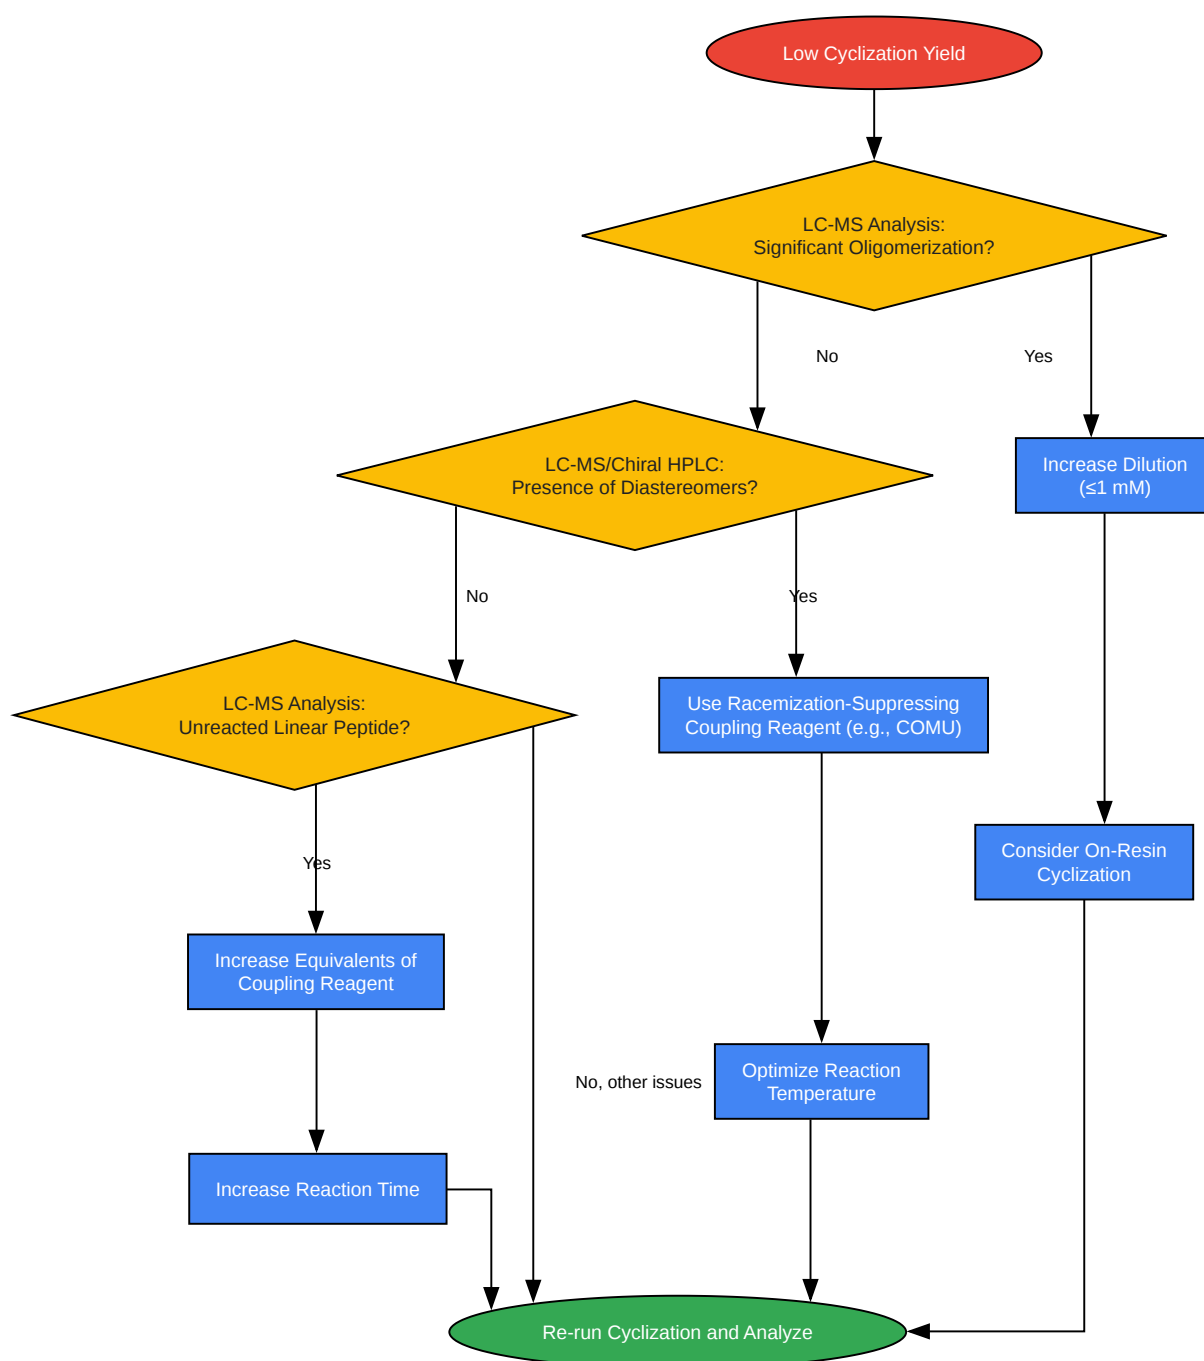 Low Cyclization Yield
LC-MS Analysis:
Significant Oligomerization?
No
Yes
LC-MS/Chiral HPLC:
Presence of Diastereomers?
Increase Dilution
(≤1 mM)
No
Yes
LC-MS Analysis:
Unreacted Linear Peptide?
Use Racemization-Suppressing
Coupling Reagent (e.g., COMU)
Yes
Consider On-Resin
Cyclization
Increase Equivalents of
Coupling Reagent
No, other issues
Optimize Reaction
Temperature
Increase Reaction Time
Re-run Cyclization and Analyze